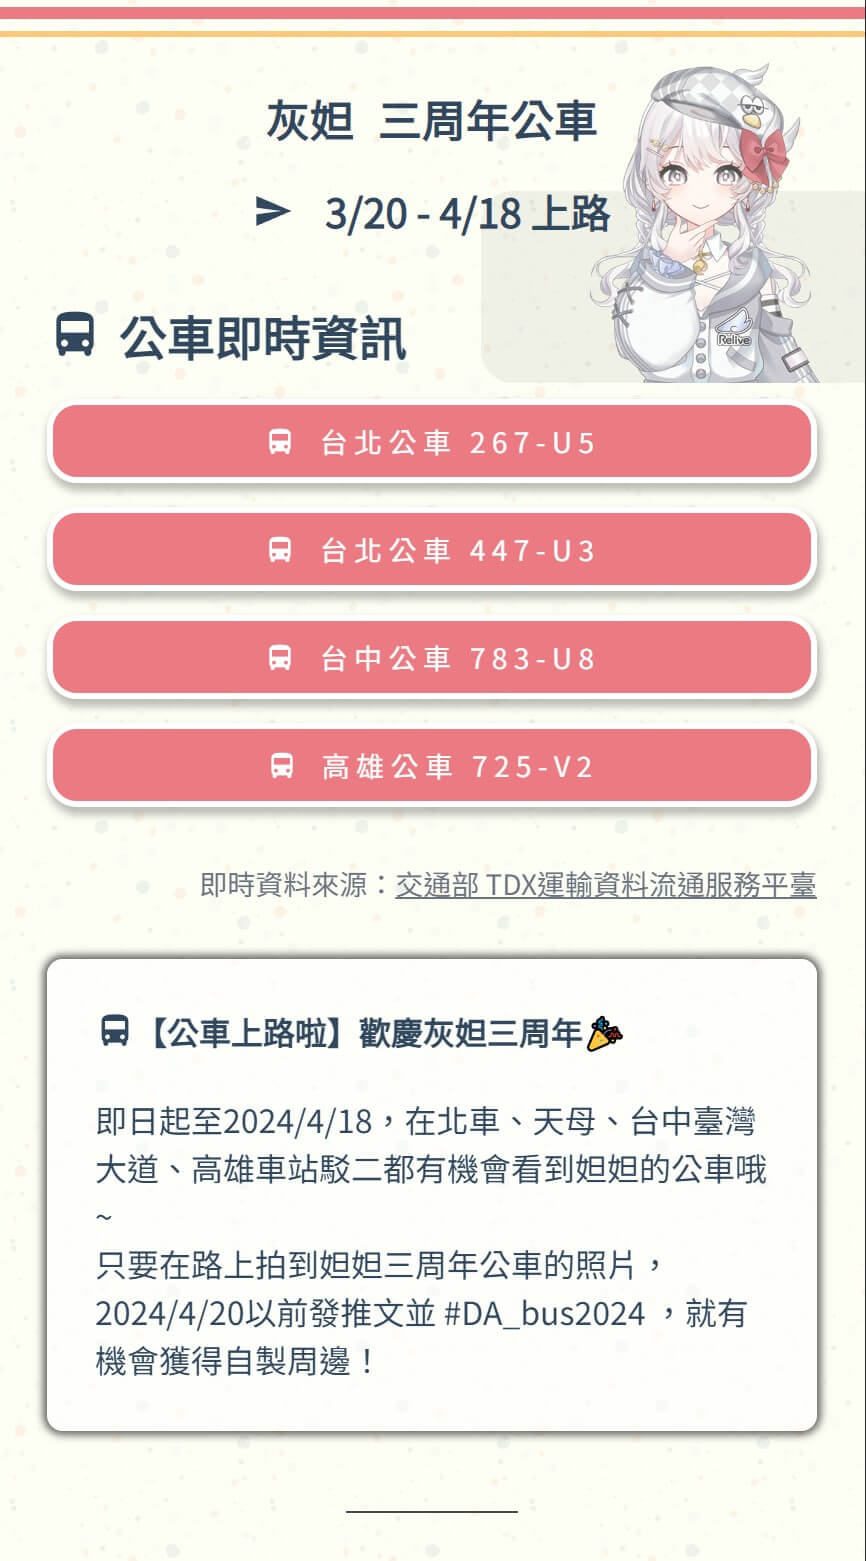 灰妲 三周年公車
3/20 - 4/18 上路
Relive
公車即時資訊
台北公車 267-U5
台北公車 447-U3
台中公車 783-U8
高雄公車 725-V2
即時資料來源：交通部 TDX運輸資料流通服務平臺
【公車上路啦】歡慶灰妲三周年🎉
即日起至2024/4/18，在北車、天母、台中臺灣
大道、高雄車站駁二都有機會看到妲妲的公車哦
~
只要在路上拍到妲妲三周年公車的照片，
2024/4/20以前發推文並 #DA_bus2024 ，就有
機會獲得自製周邊！